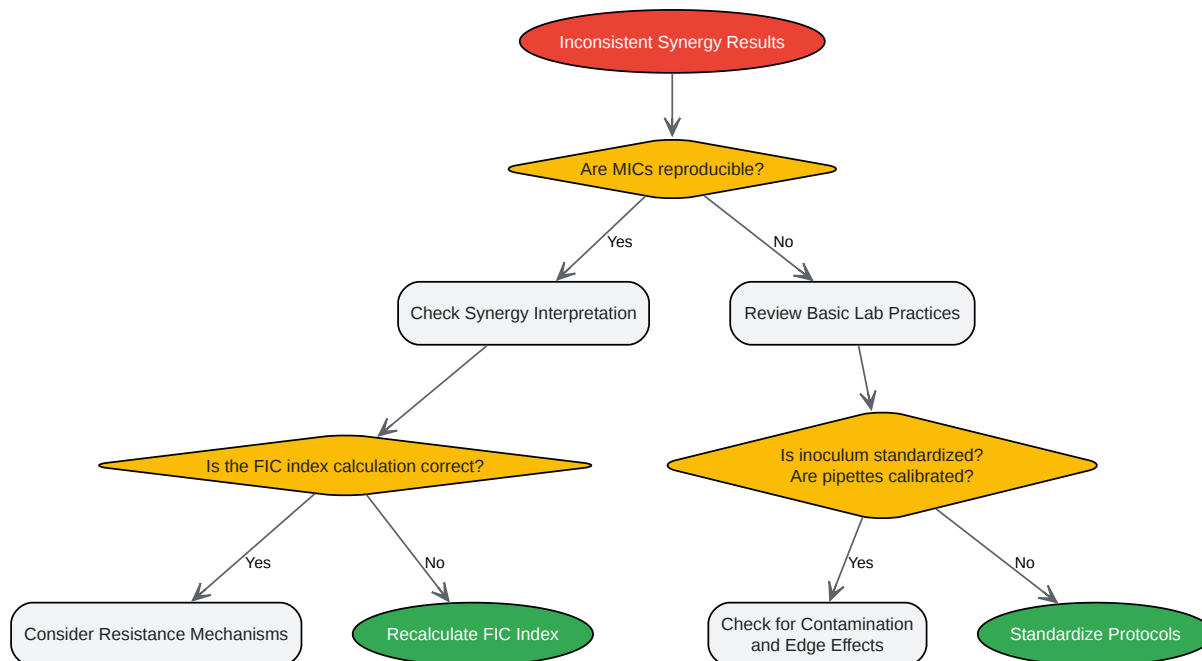 Inconsistent Synergy Results
Are MICs reproducible?
Yes
No
Check Synergy Interpretation
Review Basic Lab Practices
Is the FIC index calculation correct?
Is inoculum standardized?
Are pipettes calibrated?
Yes
No
Yes
No
Consider Resistance Mechanisms
Recalculate FIC Index
Check for Contamination
and Edge Effects
Standardize Protocols